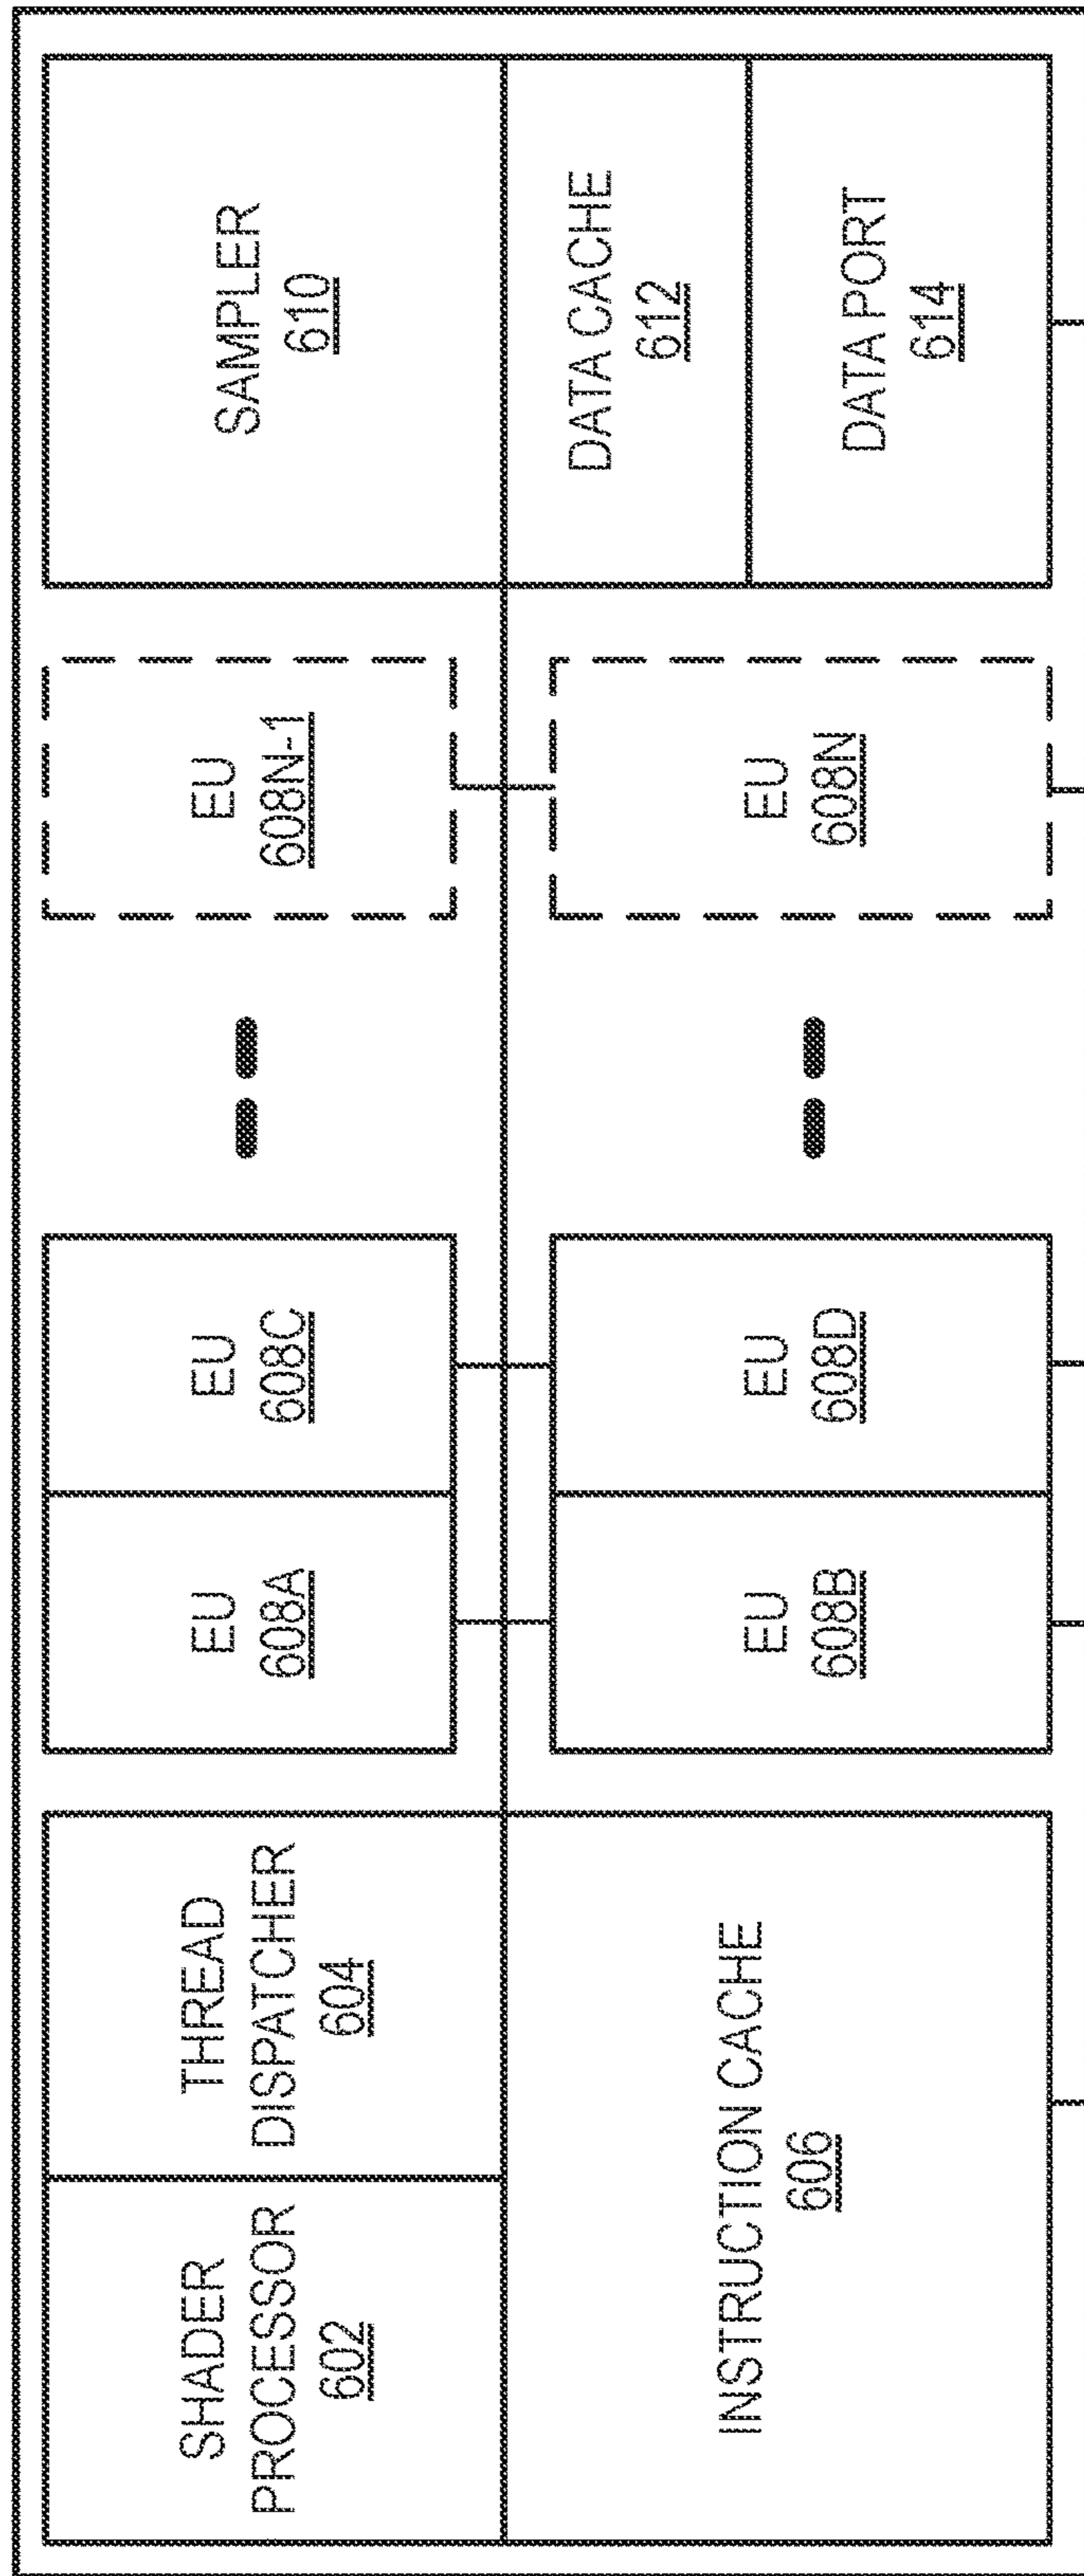 SHADER
PROCESSOR
602
THREAD
DISPATCHER
604
INSTRUCTION CACHE
606
EU
608A
EU
608C
EU
608B
EU
608D
EU
608N-1
EU
608N
SAMPLER
610
DATA CACHE
612
DATA PORT
614